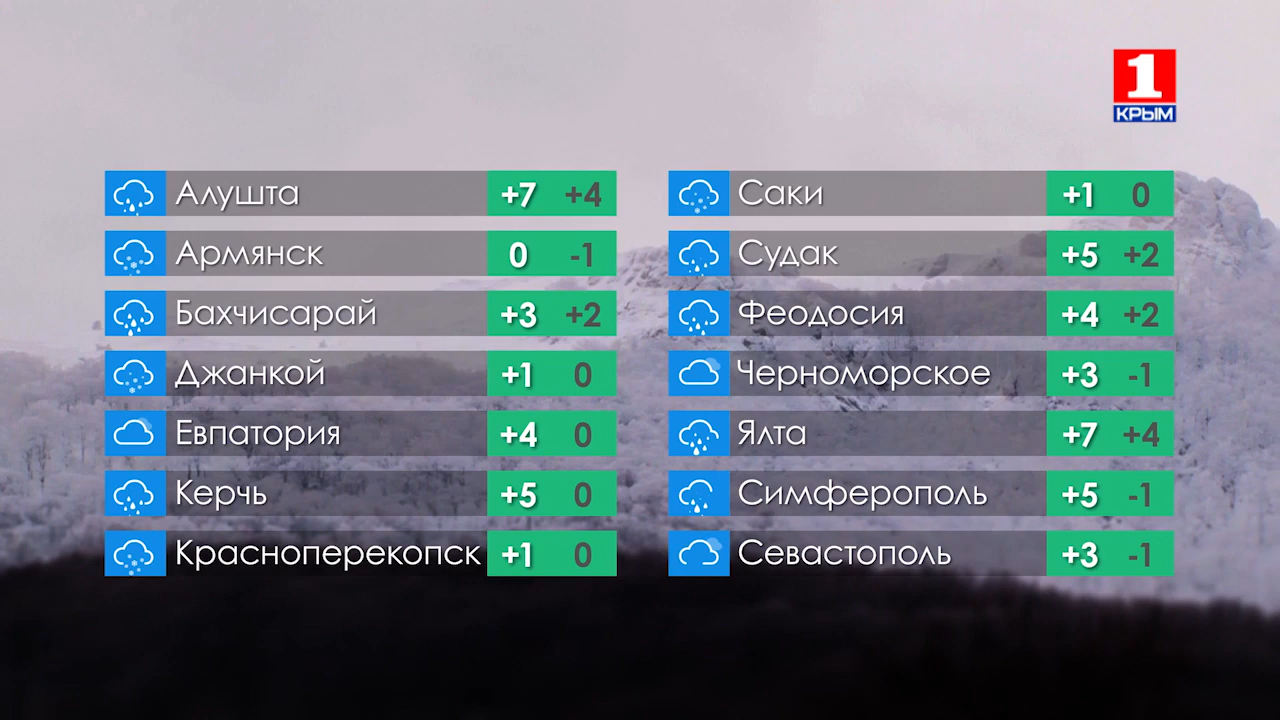 1
КРЫМ
Алушта +7 +4
Армянск 0 -1
Бахчисарай +3 +2
Джанкой +1 0
Евпатория +4 0
Керчь +5 0
Красноперекопск +1 0
Саки +1 0
Судак +5 +2
Феодосия +4 +2
Черноморское +3 -1
Ялта +7 +4
Симферополь +5 -1
Севастополь +3 -1